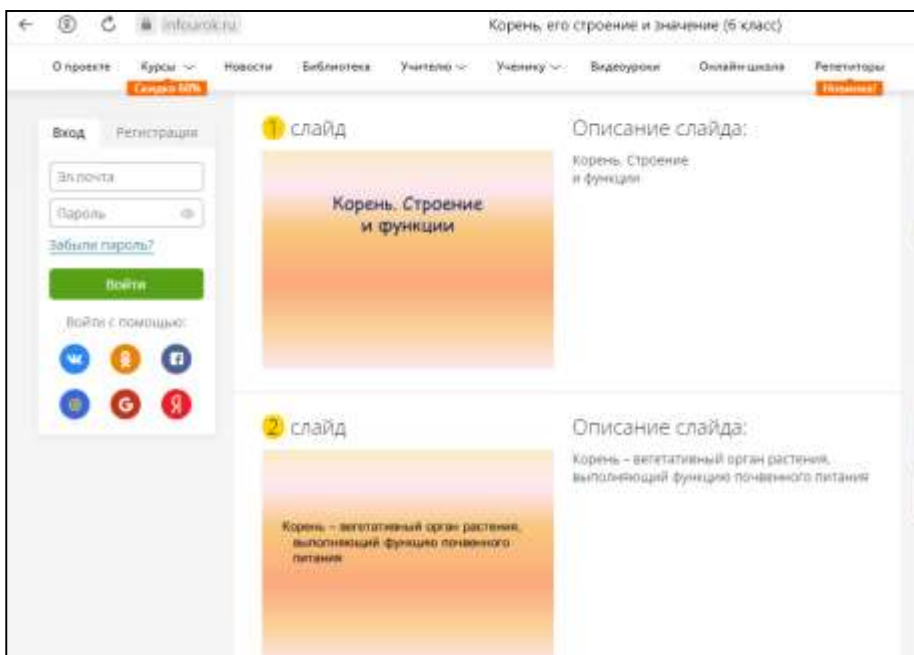 infourok.ru
Корень, его строение и значение (6 класс)
О проекте
Курсы
Новости
Библиотека
Учителю
Ученику
Видеоуроки
Онлайн-школа
Репетиторы
Скидка 60%
Новинка!
Вход
Регистрация
Эл.почта
Пароль
Забыли пароль?
Войти
Войти с помощью:
1 слайд
Корень. Строение
и функции
Описание слайда:
Корень. Строение
и функции
2 слайд
Корень – вегетативный орган растения,
выполняющий функцию почвенного
питания
Описание слайда:
Корень – вегетативный орган растения,
выполняющий функцию почвенного питания